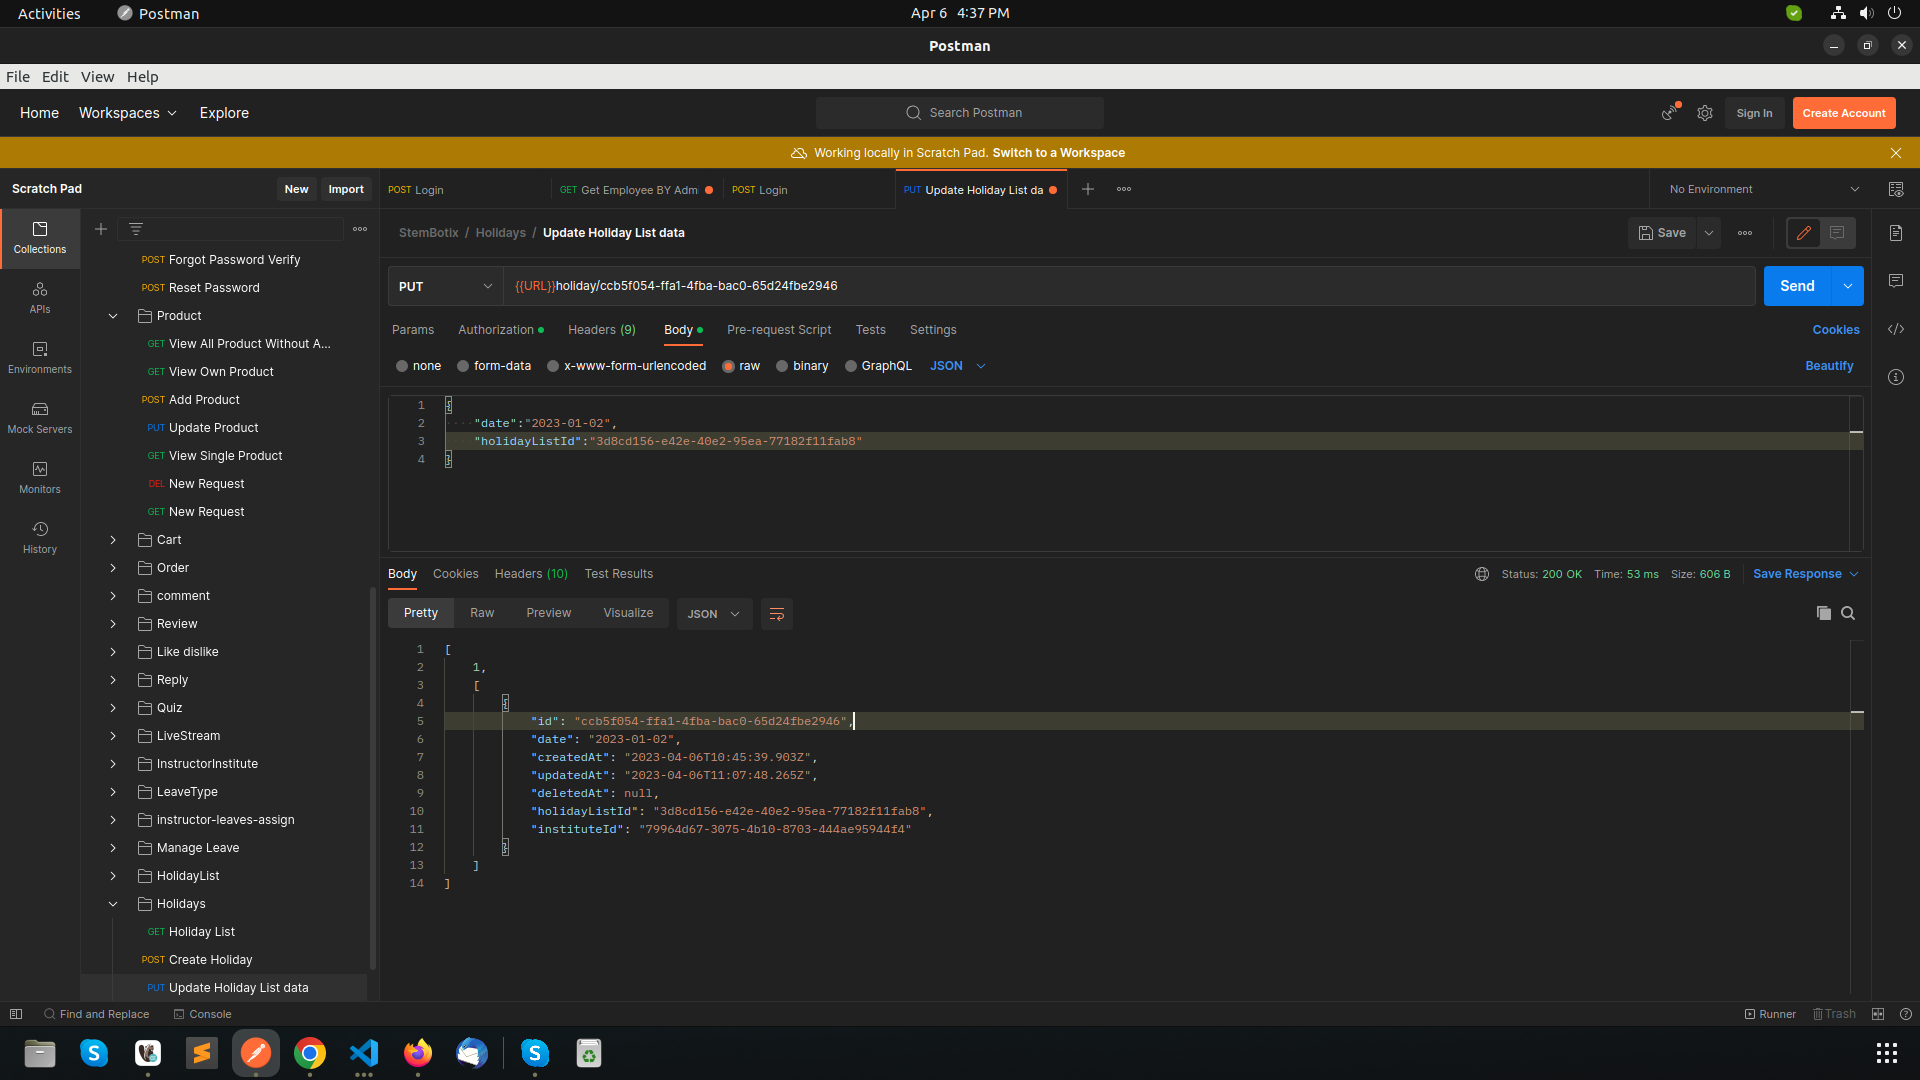 Activities
Postman
Apr 6 4:37 PM
Postman
File Edit View Help
Home Workspaces Explore
Search Postman
Sign In
Create Account
Working locally in Scratch Pad. Switch to a Workspace
Scratch Pad
New Import
POST Login
GET Get Employee BY Adm
POST Login
PUT Update Holiday List da
No Environment
Collections
APIs
Environments
Mock Servers
Monitors
History
POST Forgot Password Verify
POST Reset Password
Product
GET View All Product Without A...
GET View Own Product
POST Add Product
PUT Update Product
GET View Single Product
DEL New Request
GET New Request
Cart
Order
comment
Review
Like dislike
Reply
Quiz
LiveStream
InstructorInstitute
LeaveType
instructor-leaves-assign
Manage Leave
HolidayList
Holidays
GET Holiday List
POST Create Holiday
PUT Update Holiday List data
StemBotix / Holidays / Update Holiday List data
Save
PUT
{{URL}}holiday/ccb5f054-ffa1-4fba-bac0-65d24fbe2946
Send
Params Authorization Headers (9) Body Pre-request Script Tests Settings
Cookies
none form-data x-www-form-urlencoded raw binary GraphQL JSON
Beautify
1 {
2 "date":"2023-01-02",
3 "holidayListId":"3d8cd156-e42e-40e2-95ea-77182f11fab8"
4 }
Body Cookies Headers (10) Test Results
Status: 200 OK Time: 53 ms Size: 606 B
Save Response
Pretty Raw Preview Visualize JSON
1 [
2 1,
3 [
4 {
5 "id": "ccb5f054-ffa1-4fba-bac0-65d24fbe2946",
6 "date": "2023-01-02",
7 "createdAt": "2023-04-06T10:45:39.903Z",
8 "updatedAt": "2023-04-06T11:07:48.265Z",
9 "deletedAt": null,
10 "holidayListId": "3d8cd156-e42e-40e2-95ea-77182f11fab8",
11 "instituteId": "79964d67-3075-4b10-8703-444ae95944f4"
12 }
13 ]
14 ]
Find and Replace
Console
Runner
Trash